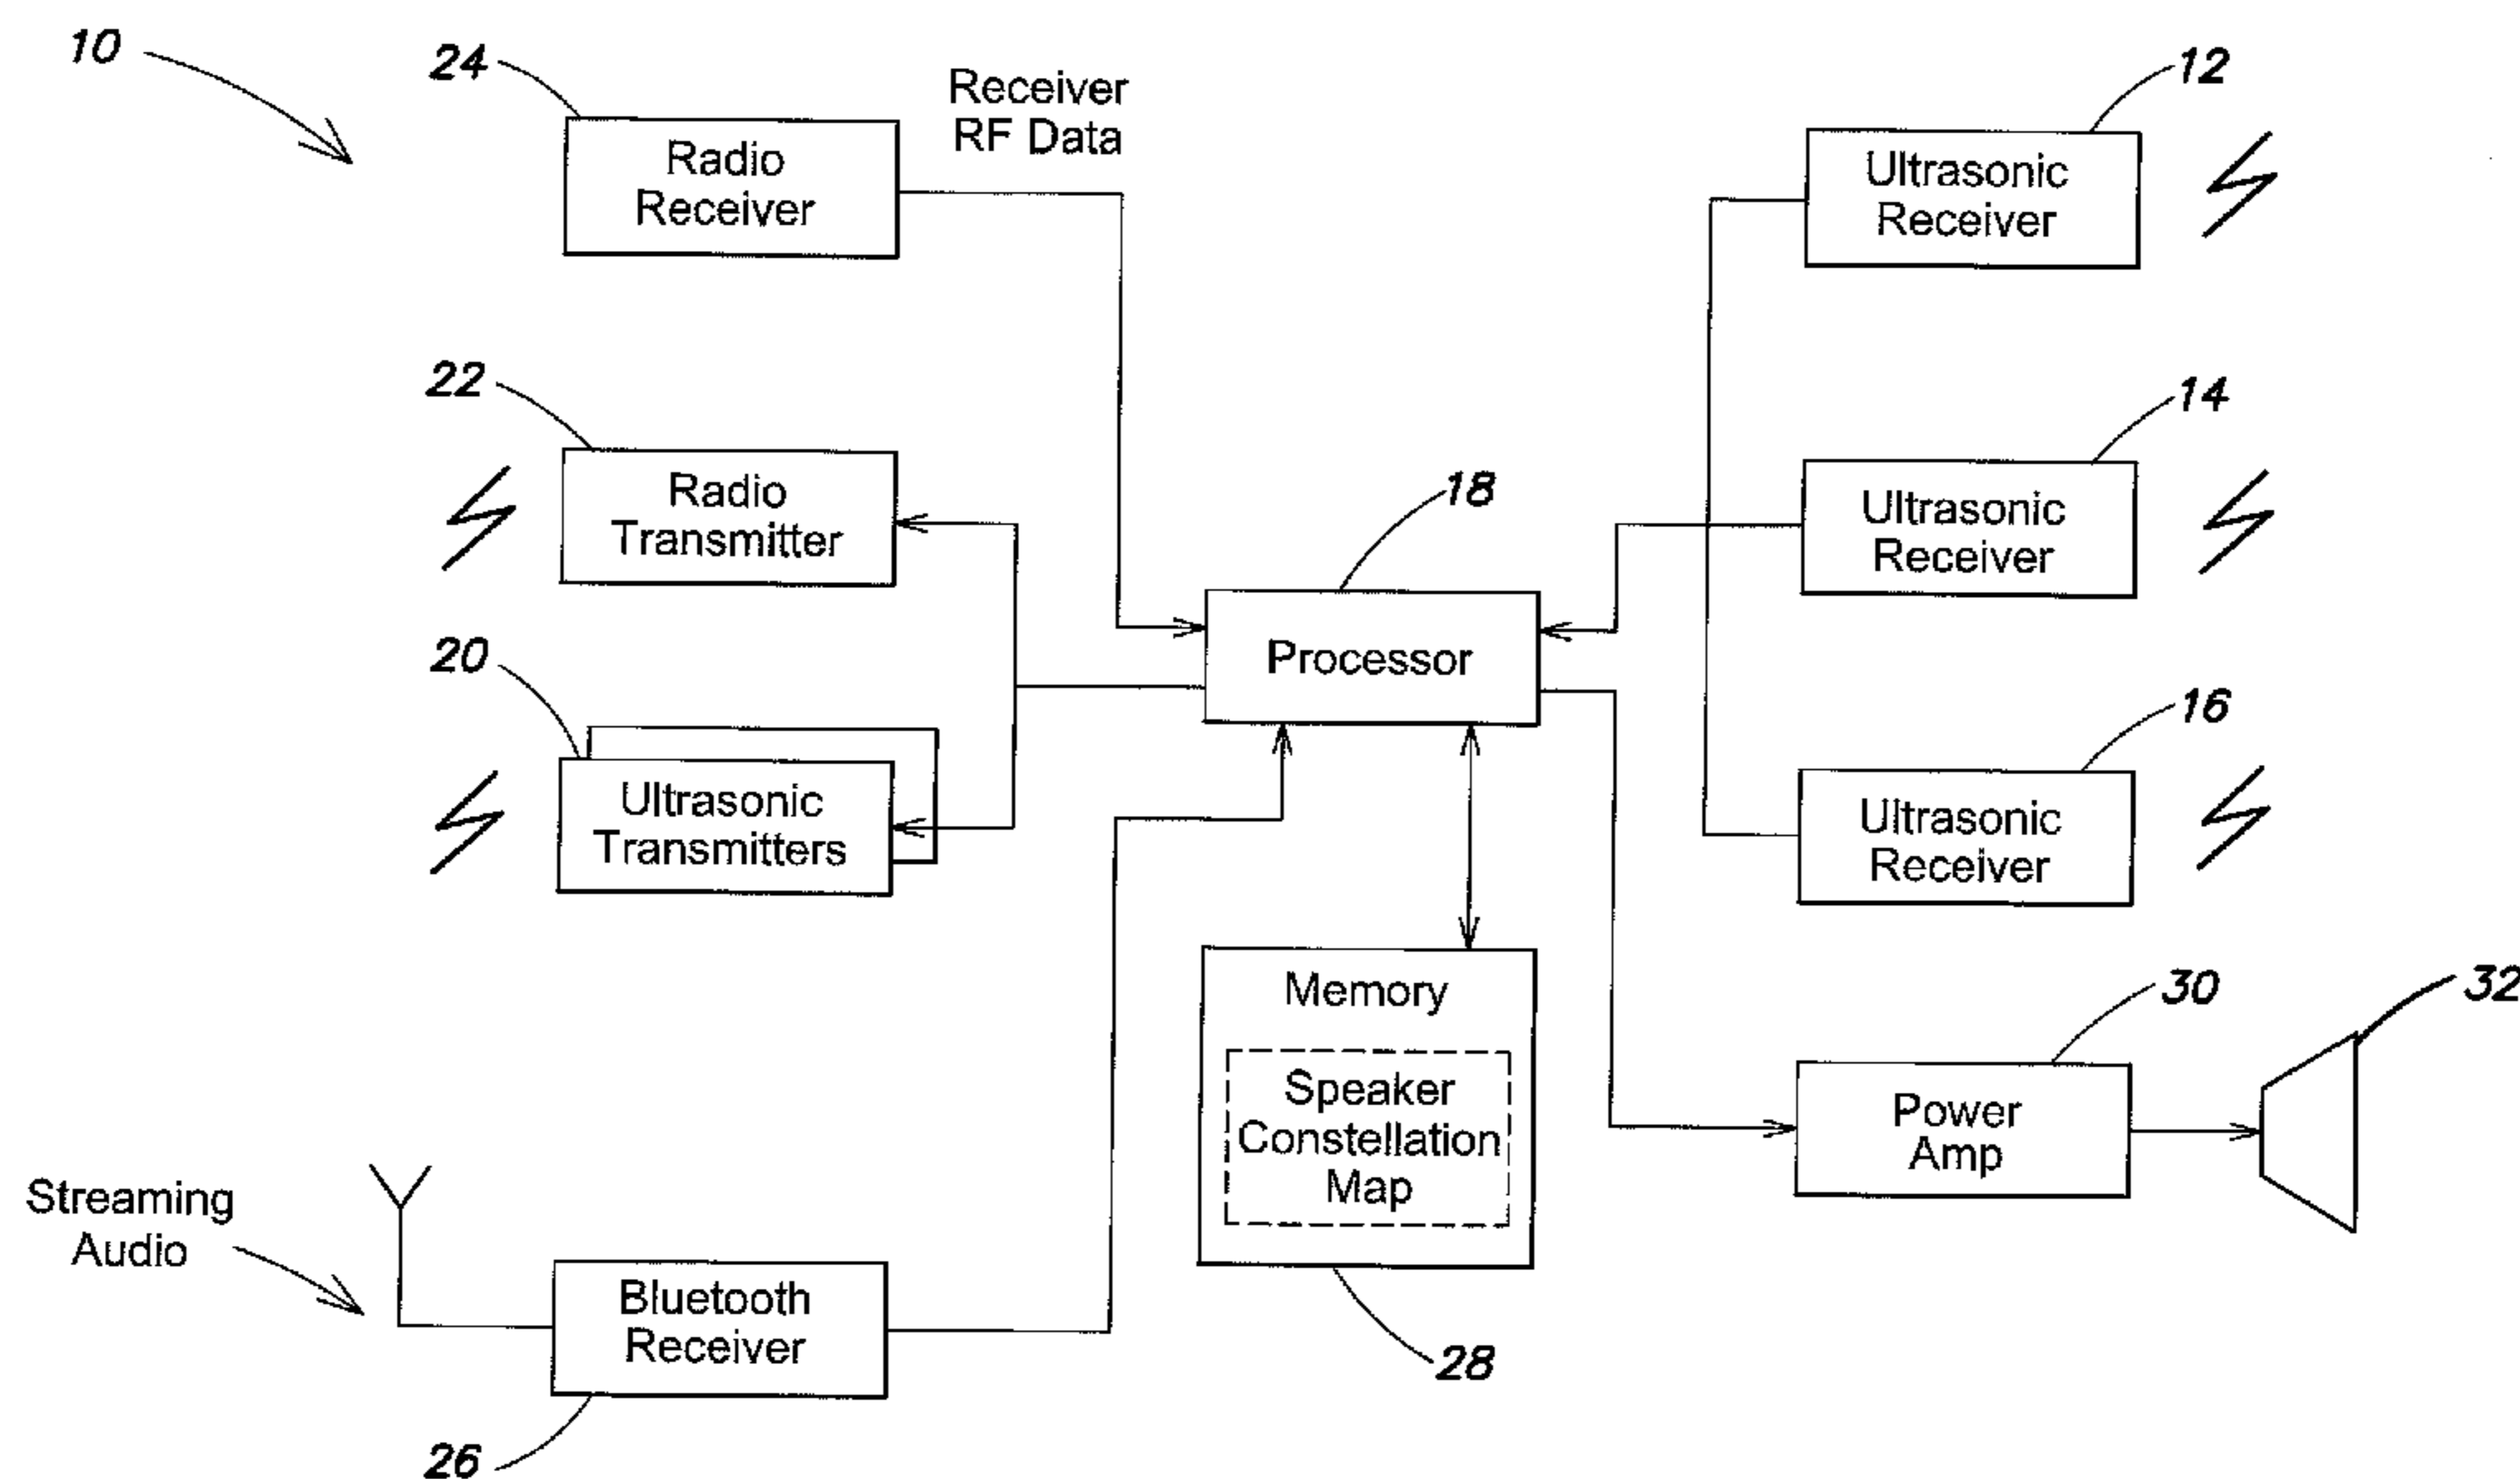 10
24
Receiver
RF Data
12
Radio
Receiver
Ultrasonic
Receiver
22
14
Radio
Transmitter
18
Ultrasonic
Receiver
20
Processor
16
Ultrasonic
Transmitters
Ultrasonic
Receiver
Memory
Speaker
Constellation
Map
30
32
Power
Amp
Streaming
Audio
Bluetooth
Receiver
28
26